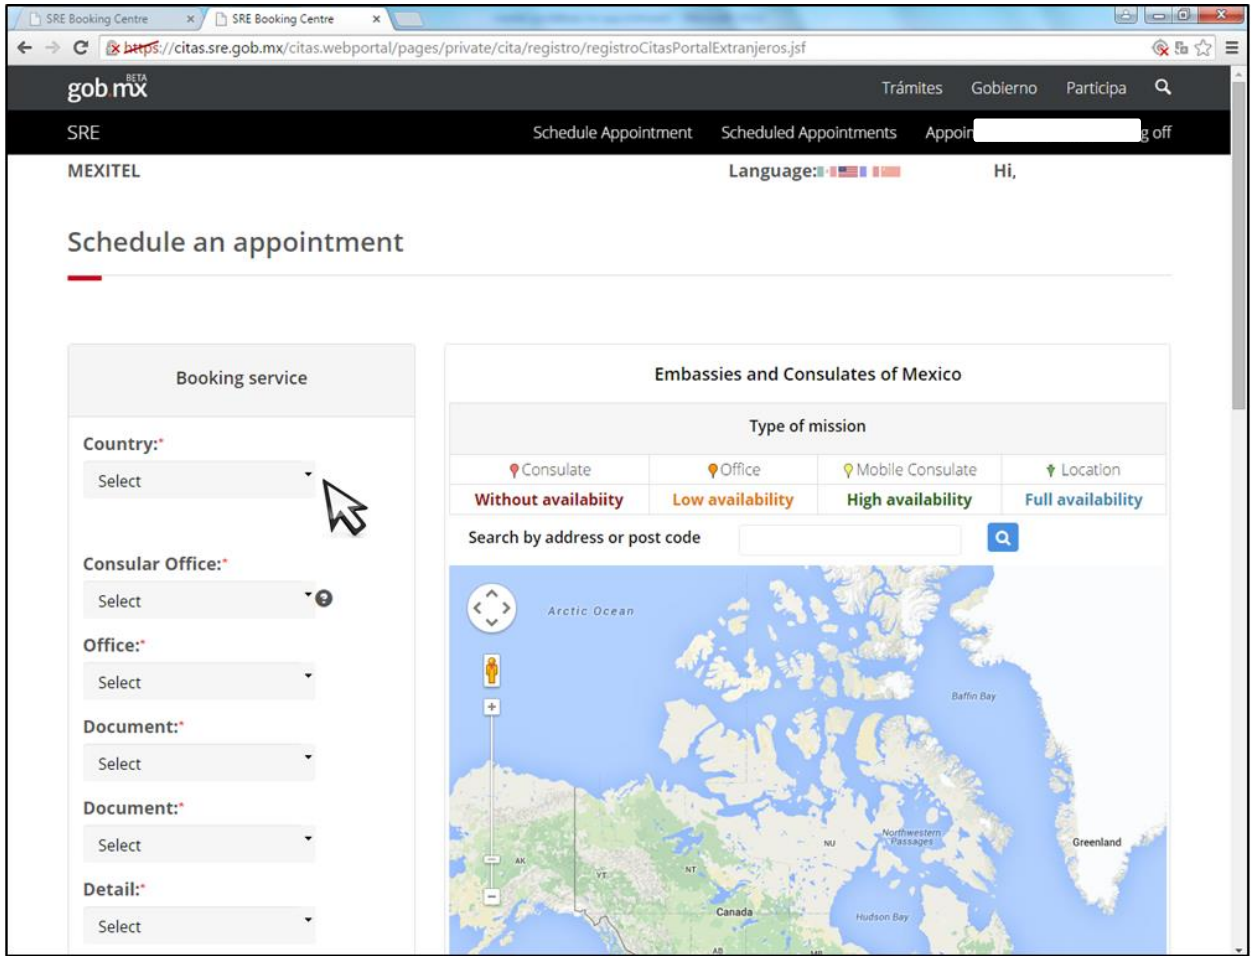 SRE Booking Centre
SRE Booking Centre
https://citas.sre.gob.mx/citas.webportal/pages/private/cita/registro/registroCitasPortalExtranjeros.jsf
gob mx BETA
Trámites Gobierno Participa
SRE
Schedule Appointment Scheduled Appointments Appoin g off
MEXITEL
Language:
Hi,
Schedule an appointment
Booking service
Country:*
Select
Consular Office:*
Select
Office:*
Select
Document:*
Select
Document:*
Select
Detail:*
Select
Embassies and Consulates of Mexico
Type of mission
Consulate Office Mobile Consulate Location
Without availabiity Low availability High availability Full availability
Search by address or post code
Arctic Ocean
Baffin Bay
Northwestern
Passages
NU
Greenland
AK
YT
NT
Canada
Hudson Bay
AB
MB